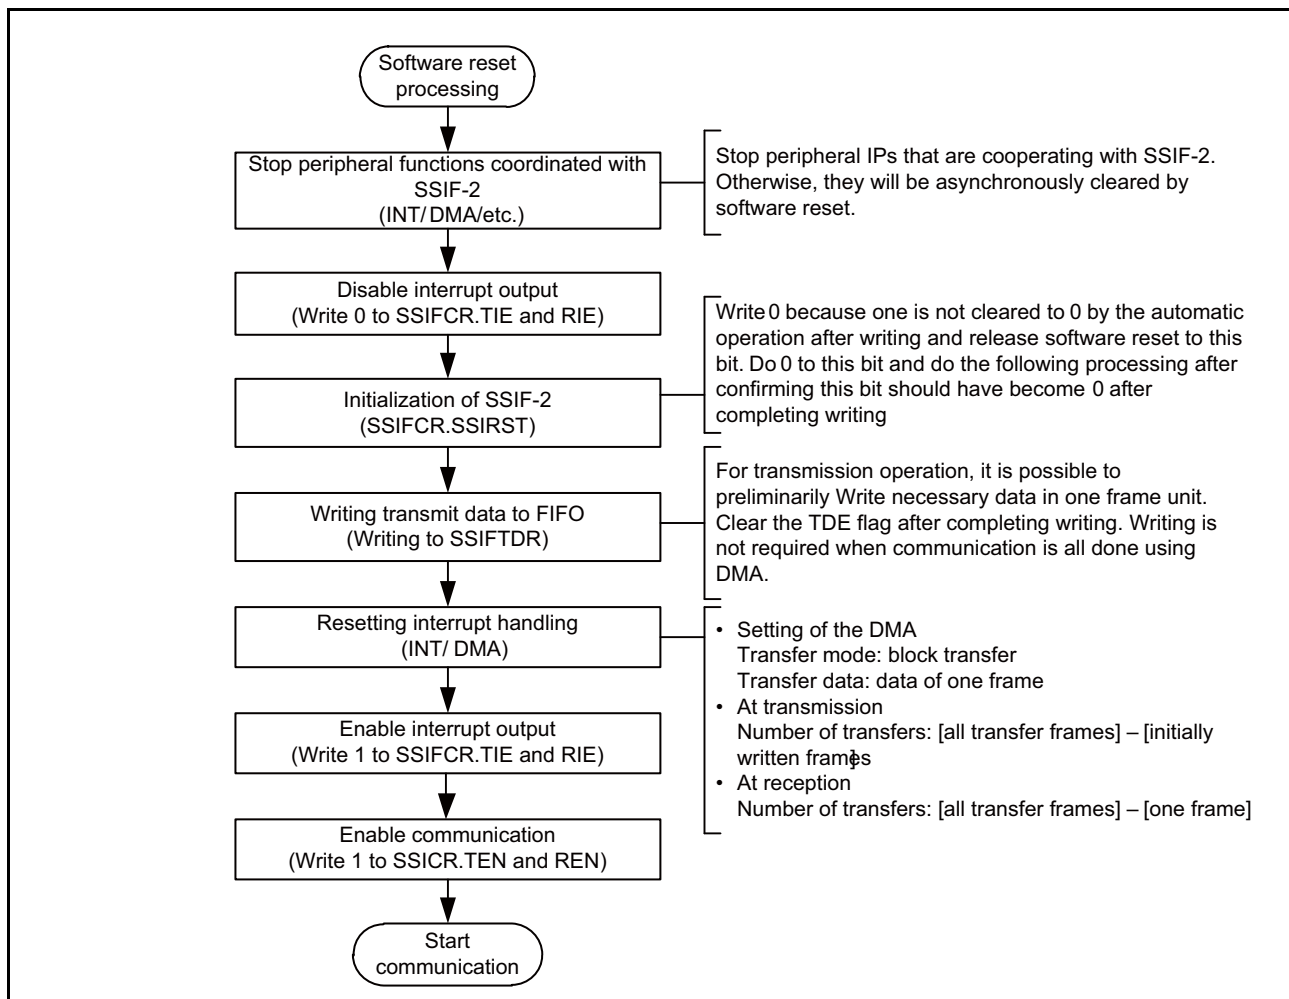 Software reset
processing
Stop peripheral functions coordinated with
SSIF-2
(INT/ DMA/etc.)
Stop peripheral IPs that are cooperating with SSIF-2.
Otherwise, they will be asynchronously cleared by
software reset.
Disable interrupt output
(Write 0 to SSIFCR.TIE and RIE)
Write 0 because one is not cleared to 0 by the automatic
operation after writing and release software reset to this
bit. Do 0 to this bit and do the following processing after
confirming this bit should have become 0 after
completing writing
Initialization of SSIF-2
(SSIFCR.SSIRST)
For transmission operation, it is possible to
preliminarily Write necessary data in one frame unit.
Clear the TDE flag after completing writing. Writing is
not required when communication is all done using
DMA.
Writing transmit data to FIFO
(Writing to SSIFTDR)
Resetting interrupt handling
(INT/ DMA)
• Setting of the DMA
Transfer mode: block transfer
Transfer data: data of one frame
• At transmission
Number of transfers: [all transfer frames] – [initially
written frames]
• At reception
Number of transfers: [all transfer frames] – [one frame]
Enable interrupt output
(Write 1 to SSIFCR.TIE and RIE)
Enable communication
(Write 1 to SSICR.TEN and REN)
Start
communication